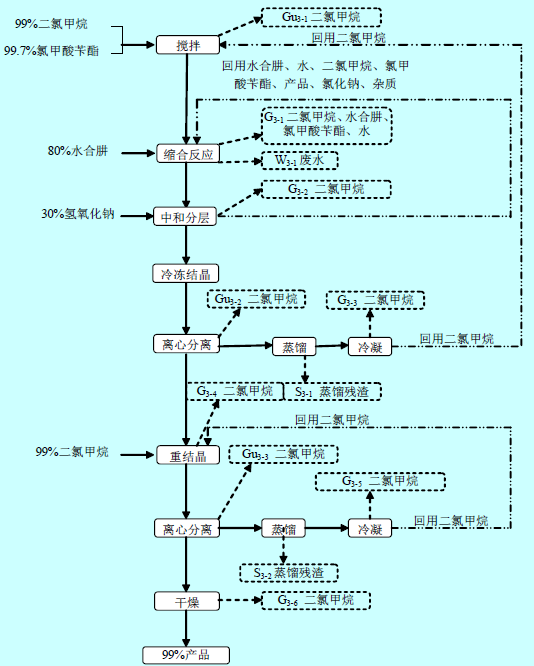 99%二氯甲烷
99.7%氯甲酸苄酯
Gu3-1 二氯甲烷
搅拌
回用二氯甲烷
回用水合肼、水、二氯甲烷、氯甲
酸苄酯、产品、氯化钠、杂质
G3-1 二氯甲烷、水合肼、
氯甲酸苄酯、水
80%水合肼
缩合反应
W3-1 废水
G3-2 二氯甲烷
30%氢氧化钠
中和分层
冷冻结晶
Gu3-2 二氯甲烷
G3-3 二氯甲烷
离心分离
蒸馏
冷凝
回用二氯甲烷
G3-4 二氯甲烷
S3-1 蒸馏残渣
回用二氯甲烷
99%二氯甲烷
重结晶
Gu3-3 二氯甲烷
G3-5 二氯甲烷
离心分离
蒸馏
冷凝
回用二氯甲烷
S3-2 蒸馏残渣
干燥
G3-6 二氯甲烷
99%产品